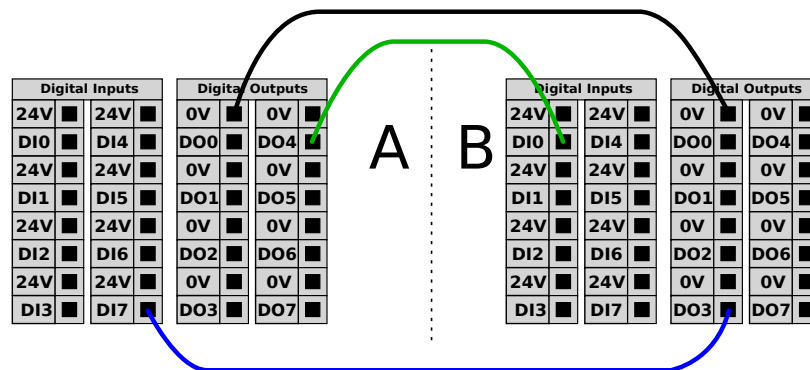 Digital Inputs Digital Outputs Digital Inputs Digital Outputs
24V 24V 0V 0V 24V 24V 0V 0V
DI0 DI4 DO0 DO4 A B DI0 DI4 DO0 DO4
24V 24V 0V 0V 24V 24V 0V 0V
DI1 DI5 DO1 DO5 DI1 DI5 DO1 DO5
24V 24V 0V 0V 24V 24V 0V 0V
DI2 DI6 DO2 DO6 DI2 DI6 DO2 DO6
24V 24V 0V 0V 24V 24V 0V 0V
DI3 DI7 DO3 DO7 DI3 DI7 DO3 DO7